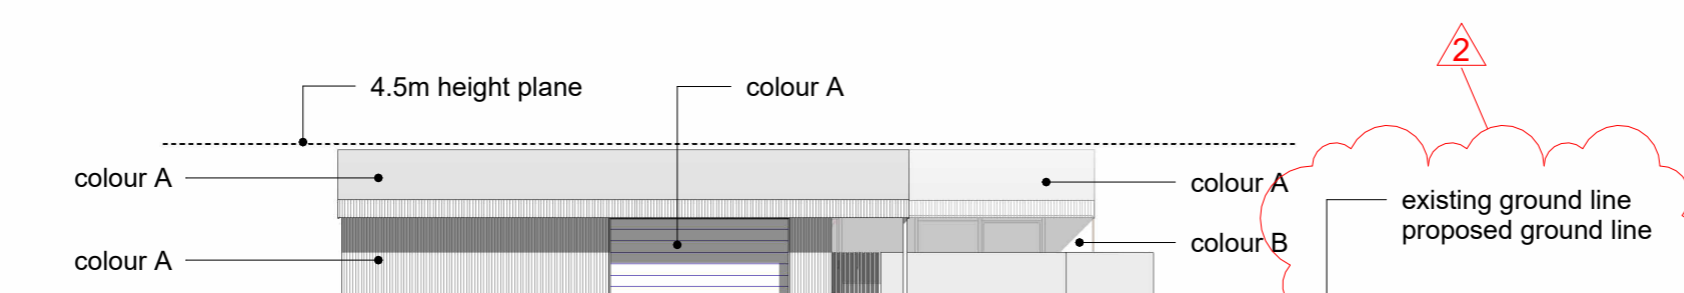 2
4.5m height plane
colour A
colour A
colour A
existing ground line
proposed ground line
colour B
colour A